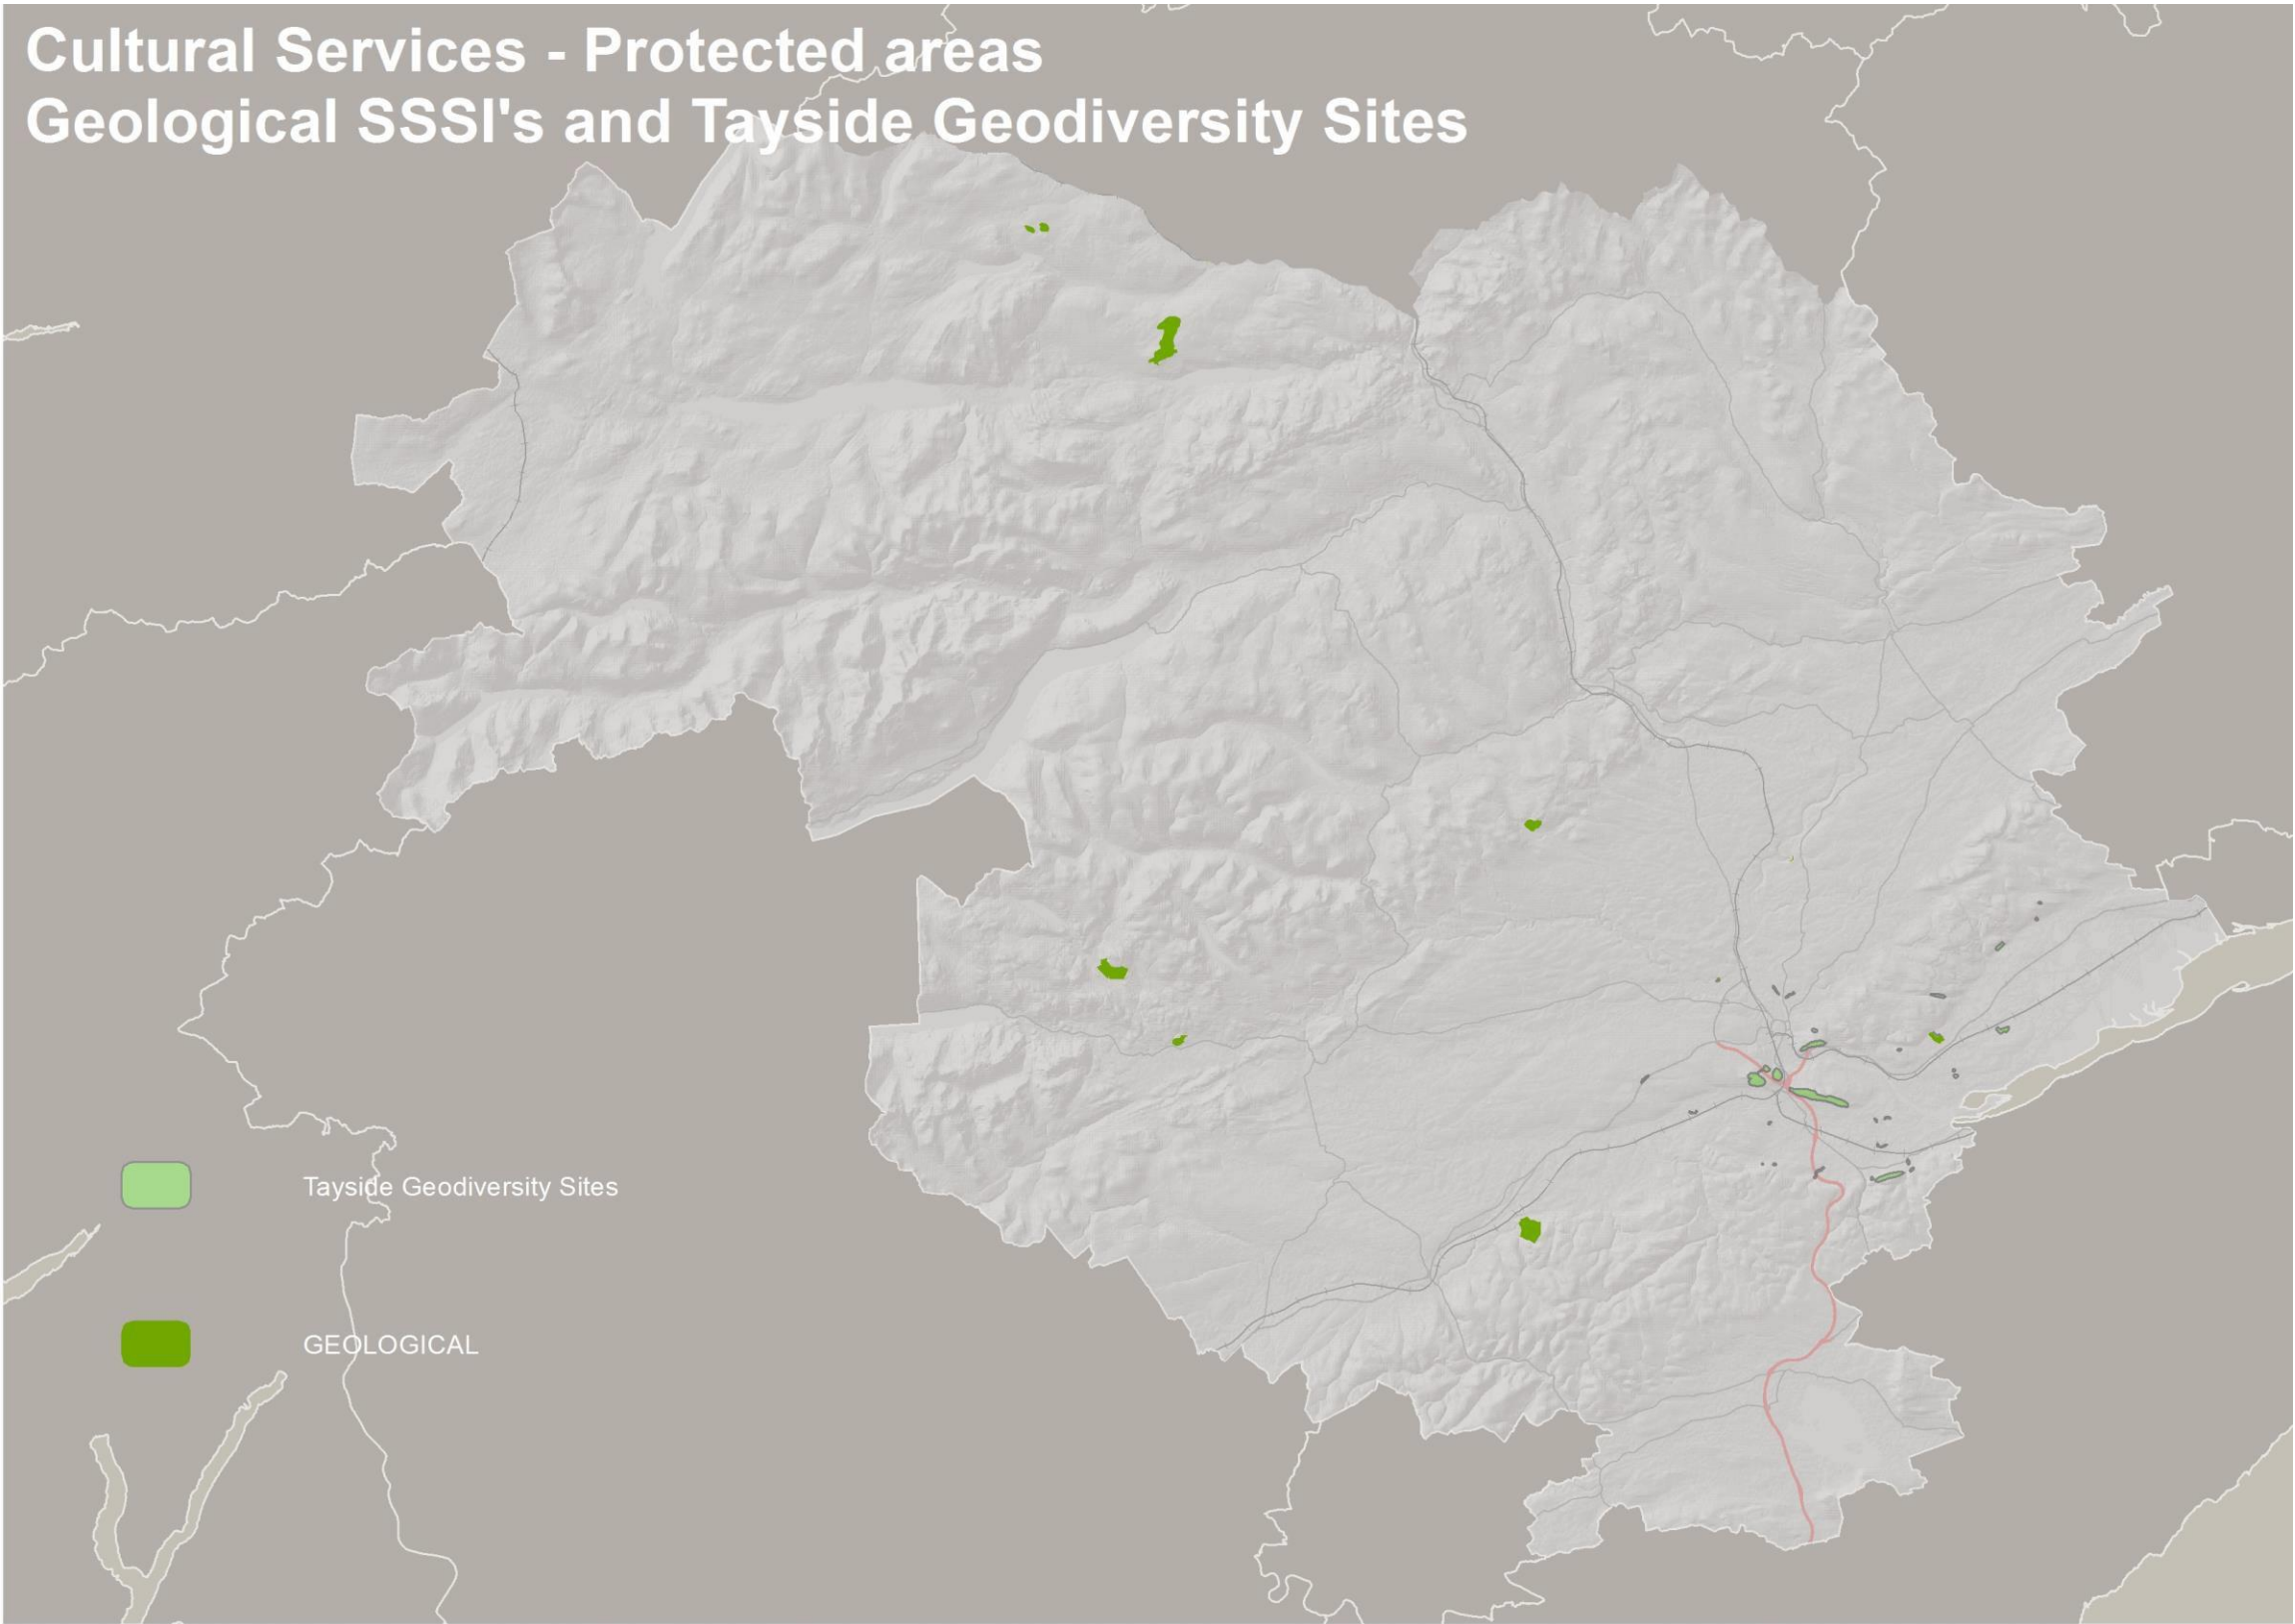 Cultural Services - Protected areas
Geological SSSI's and Tayside Geodiversity Sites
Tayside Geodiversity Sites
GEOLOGICAL